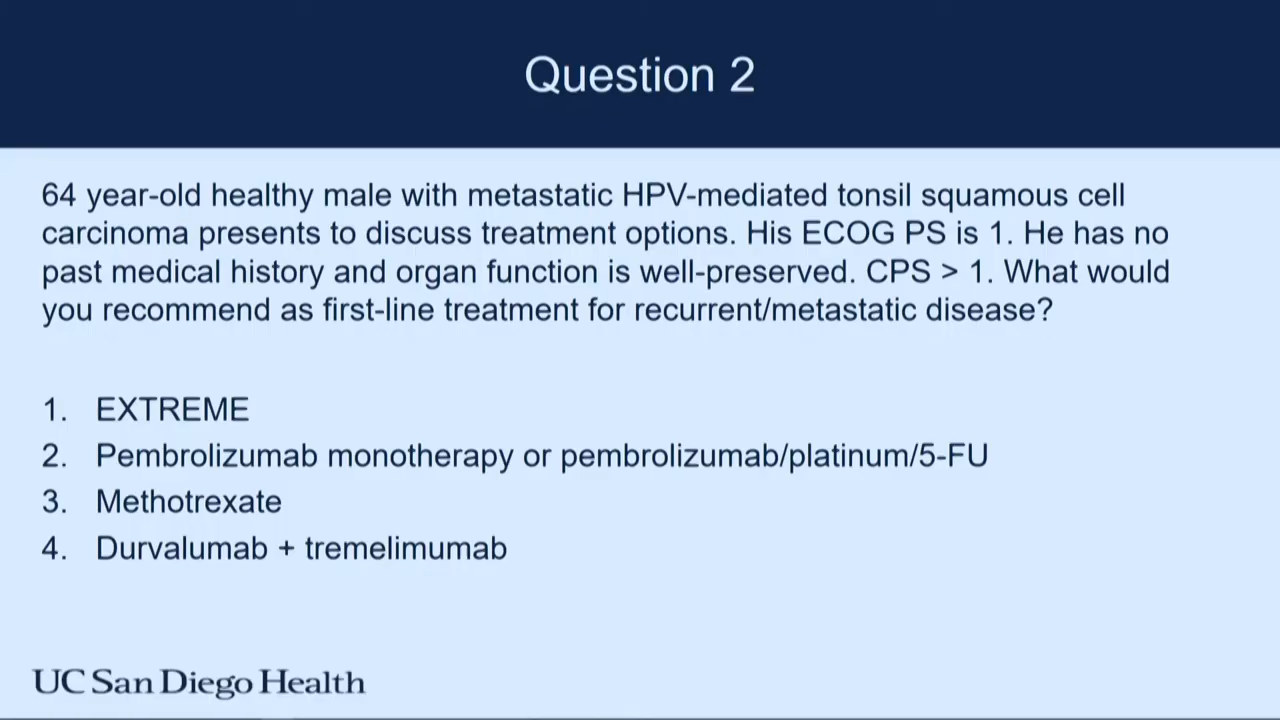 Question 2
64 year-old healthy male with metastatic HPV-mediated tonsil squamous cell
carcinoma presents to discuss treatment options. His ECOG PS is 1. He has no
past medical history and organ function is well-preserved. CPS > 1. What would
you recommend as first-line treatment for recurrent/metastatic disease?
1. EXTREME
2. Pembrolizumab monotherapy or pembrolizumab/platinum/5-FU
3. Methotrexate
4. Durvalumab + tremelimumab
UC San Diego Health